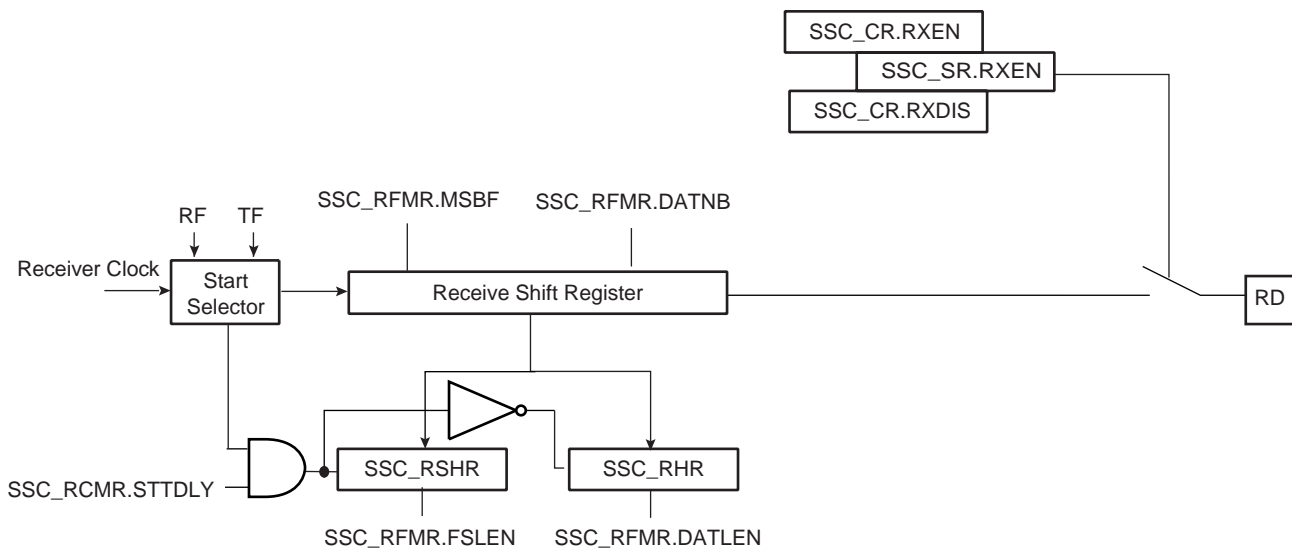 SSC_CR.RXEN
SSC_SR.RXEN
SSC_CR.RXDIS
SSC_RFMR.MSBF
SSC_RFMR.DATNB
RF
TF
Receiver Clock
Start
Selector
Receive Shift Register
RD
SSC_RSHR
SSC_RHR
SSC_RCMR.STTDLY
SSC_RFMR.FSLEN
SSC_RFMR.DATLEN